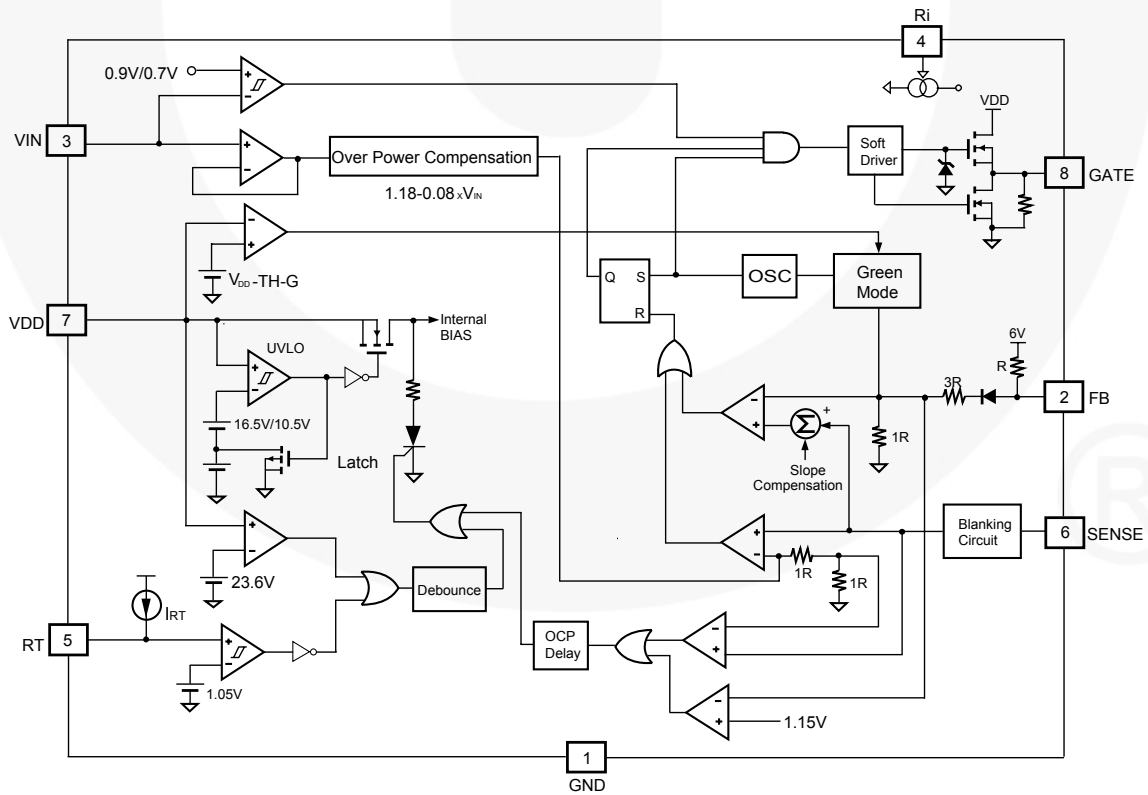 Ri
4
VDD
0.9V/0.7V
VIN
3
Over Power Compensation
1.18-0.08 xVIN
Soft
Driver
8
GATE
VDD-TH-G
Q
S
R
OSC
Green
Mode
VDD
7
Internal
BIAS
UVLO
16.5V/10.5V
Latch
6V
R
3R
2
FB
1R
Σ
+
Slope
Compensation
Blanking
Circuit
6
SENSE
1R
1R
23.6V
Debounce
IRT
RT
5
1.05V
OCP
Delay
1.15V
1
GND
+
-
+
-
-
+
+
-
+
-
+
-
-
+
+
-
-
+
-
+
®